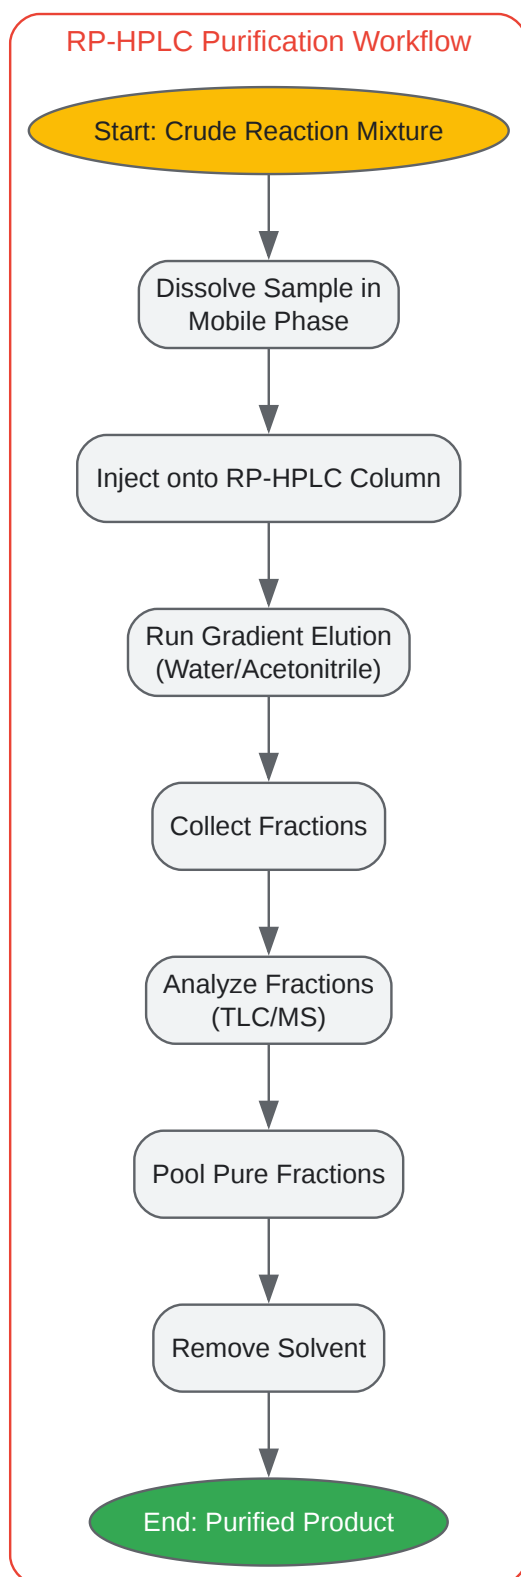 RP-HPLC Purification Workflow
Start: Crude Reaction Mixture
Dissolve Sample in
Mobile Phase
Inject onto RP-HPLC Column
Run Gradient Elution
(Water/Acetonitrile)
Collect Fractions
Analyze Fractions
(TLC/MS)
Pool Pure Fractions
Remove Solvent
End: Purified Product